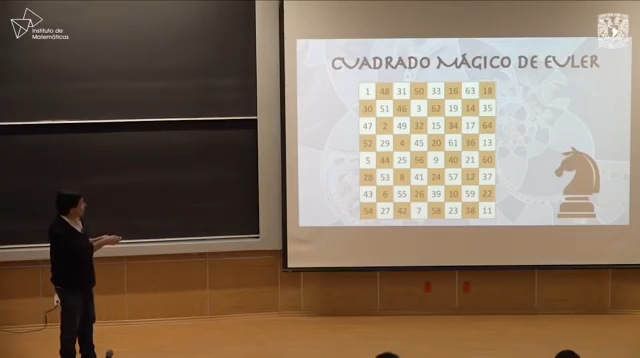 Instituto de
Matemáticas
CUADRADO MÁGICO DE EULER
1 48 31 50 33 16 63 18
30 51 46 3 62 19 14 35
47 2 49 32 15 34 17 64
52 29 4 45 20 61 36 13
5 44 25 56 9 40 21 60
28 53 8 41 24 57 12 37
43 6 55 26 39 10 59 22
54 27 42 7 58 23 38 11